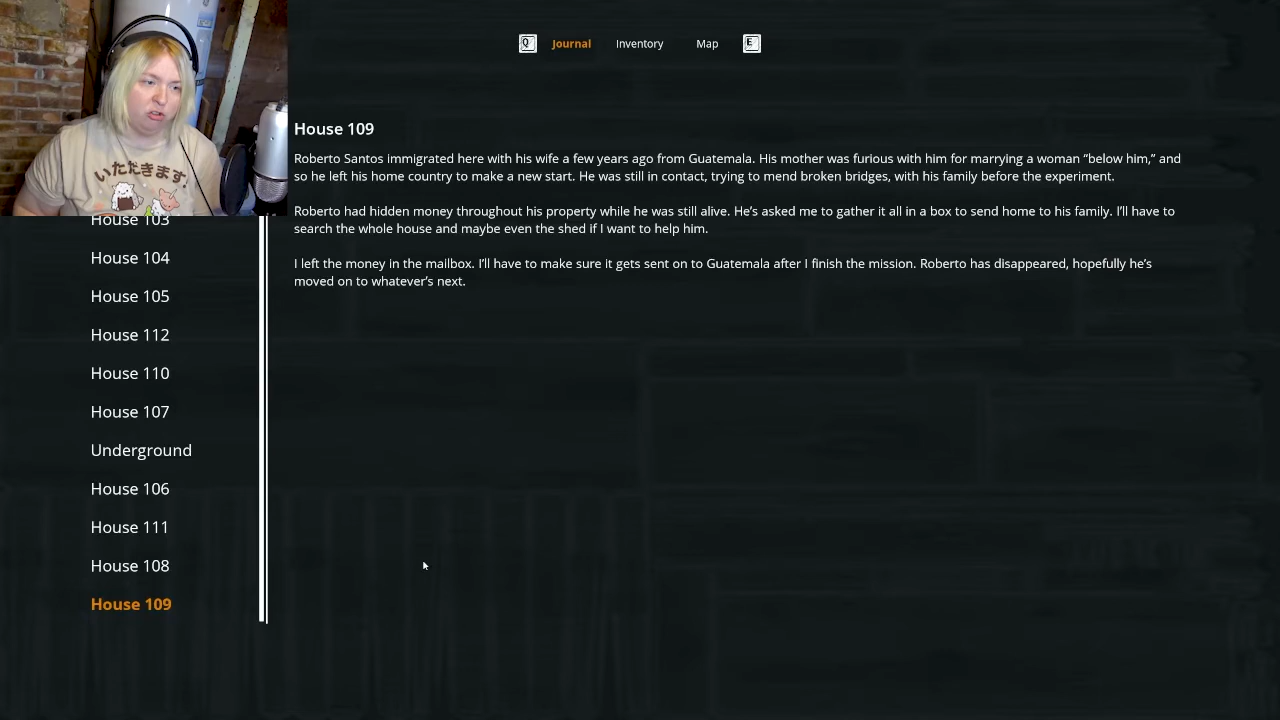 Q Journal Inventory Map E
いただきます!
House 109
Roberto Santos immigrated here with his wife a few years ago from Guatemala. His mother was furious with him for marrying a woman “below him,” and
so he left his home country to make a new start. He was still in contact, trying to mend broken bridges, with his family before the experiment.
Roberto had hidden money throughout his property while he was still alive. He’s asked me to gather it all in a box to send home to his family. I’ll have to
search the whole house and maybe even the shed if I want to help him.
I left the money in the mailbox. I’ll have to make sure it gets sent on to Guatemala after I finish the mission. Roberto has disappeared, hopefully he’s
moved on to whatever’s next.
House 103
House 104
House 105
House 112
House 110
House 107
Underground
House 106
House 111
House 108
House 109